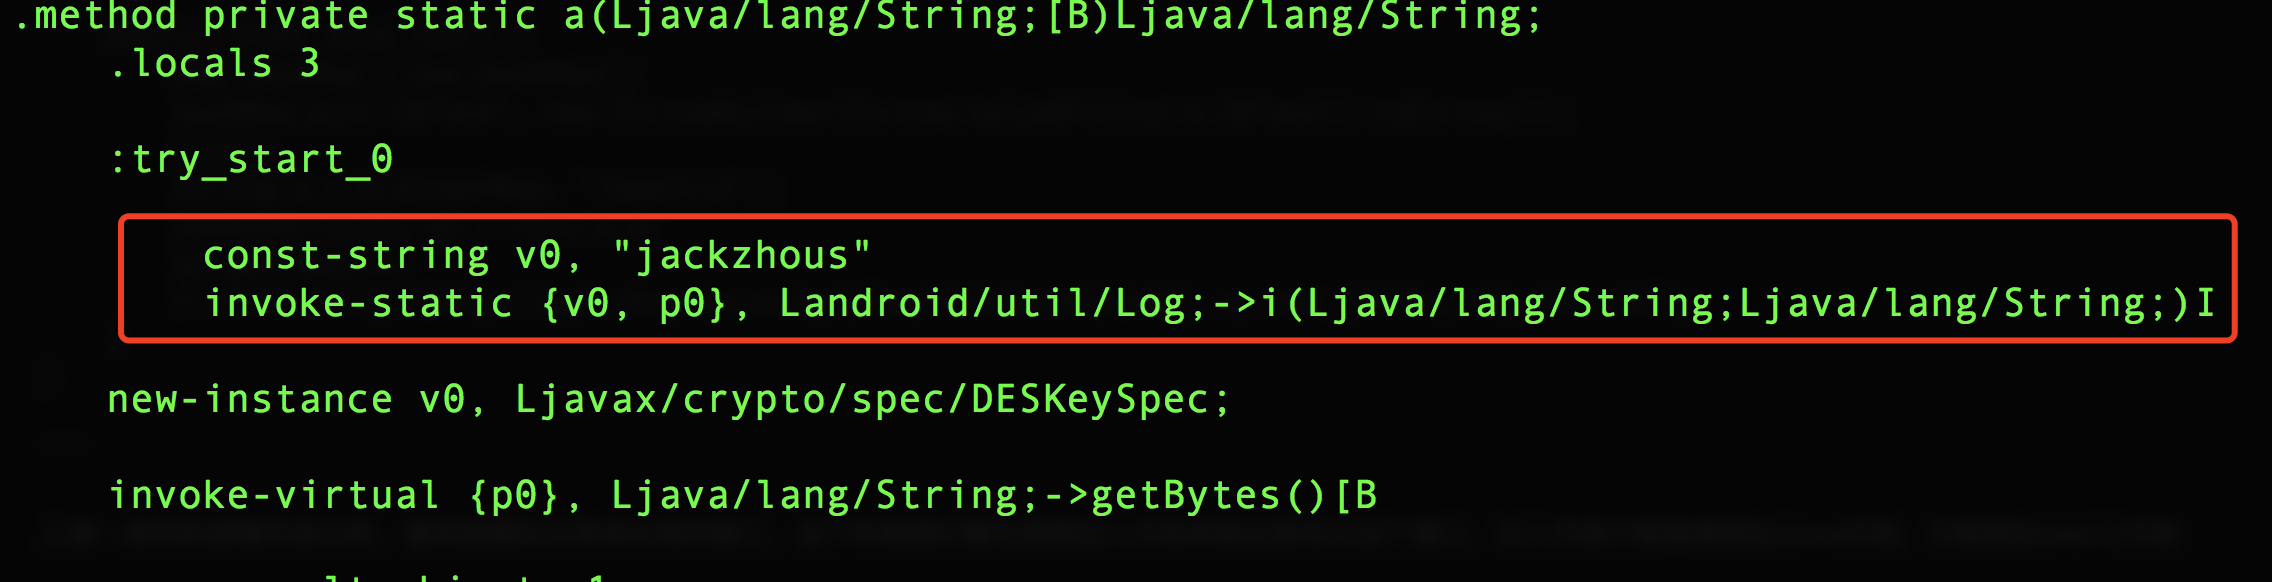 .method private static a(Ljava/lang/String;[B)Ljava/lang/String;
.locals 3
:try_start_0
const-string v0, "jackzhous"
invoke-static {v0, p0}, Landroid/util/Log;->i(Ljava/lang/String;Ljava/lang/String;)I
new-instance v0, Ljavax/crypto/spec/DESKeySpec;
invoke-virtual {p0}, Ljava/lang/String;->getBytes()[B